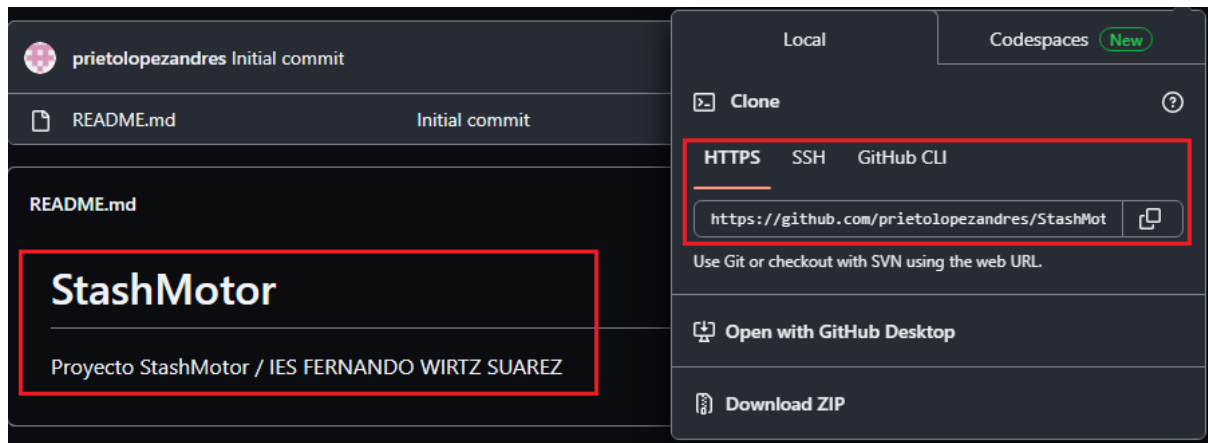 prietolopezandres Initial commit
README.md Initial commit
README.md
StashMotor
Proyecto StashMotor / IES FERNANDO WIRTZ SUAREZ
Local Codespaces New
Clone
HTTPS SSH GitHub CLI
https://github.com/prietolopezandres/StashMot
Use Git or checkout with SVN using the web URL.
Open with GitHub Desktop
Download ZIP